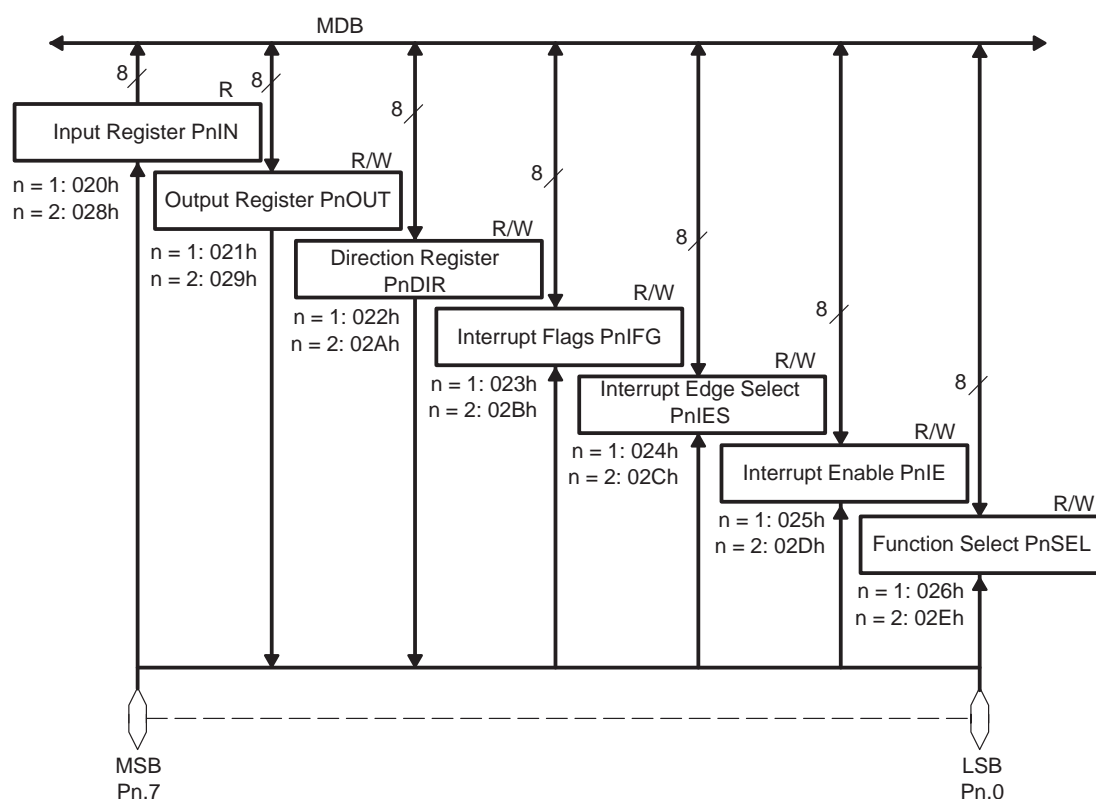 MDB
8
R
Input Register PnIN
n = 1: 020h
n = 2: 028h
8
R/W
Output Register PnOUT
n = 1: 021h
n = 2: 029h
8
R/W
Direction Register
PnDIR
n = 1: 022h
n = 2: 02Ah
8
R/W
Interrupt Flags PnIFG
n = 1: 023h
n = 2: 02Bh
8
R/W
Interrupt Edge Select
PnIES
n = 1: 024h
n = 2: 02Ch
8
R/W
Interrupt Enable PnIE
n = 1: 025h
n = 2: 02Dh
8
R/W
Function Select PnSEL
n = 1: 026h
n = 2: 02Eh
MSB
Pn.7
LSB
Pn.0